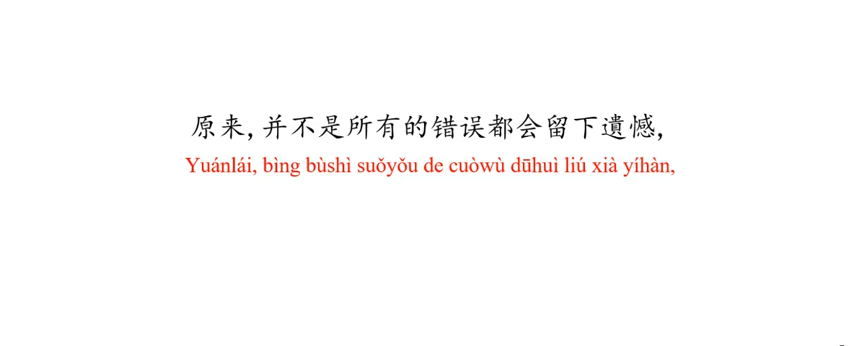 原来,并不是所有的错误都会留下遺憾,
Yuánlái, bìng bùshì suǒyǒu de cuòwù dūhuì liú xià yíhàn,